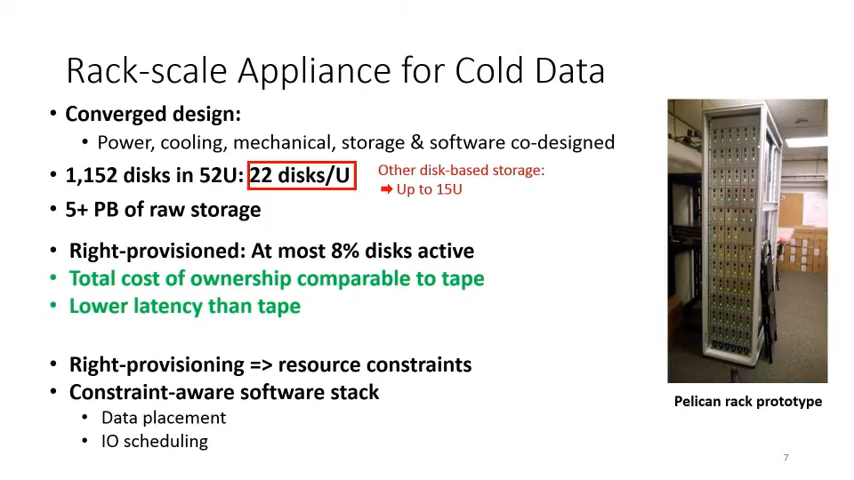 Rack-scale Appliance for Cold Data
• Converged design:
• Power, cooling, mechanical, storage & software co-designed
• 1,152 disks in 52U: 22 disks/U
Other disk-based storage:
➡ Up to 15U
• 5+ PB of raw storage
• Right-provisioned: At most 8% disks active
• Total cost of ownership comparable to tape
• Lower latency than tape
• Right-provisioning => resource constraints
• Constraint-aware software stack
• Data placement
• IO scheduling
Pelican rack prototype
7